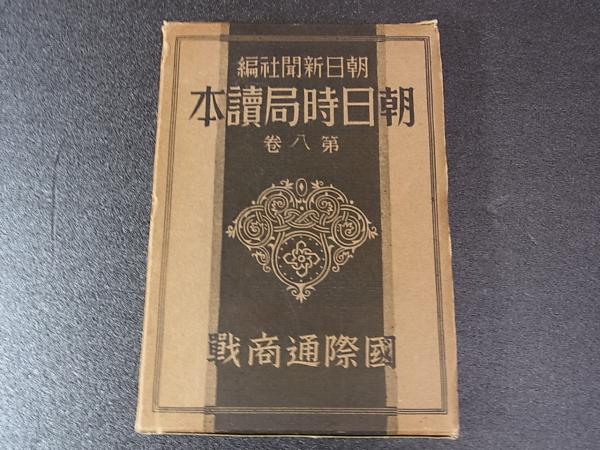 朝日新聞社編
朝日時局讀本
第八卷
國際通商戰